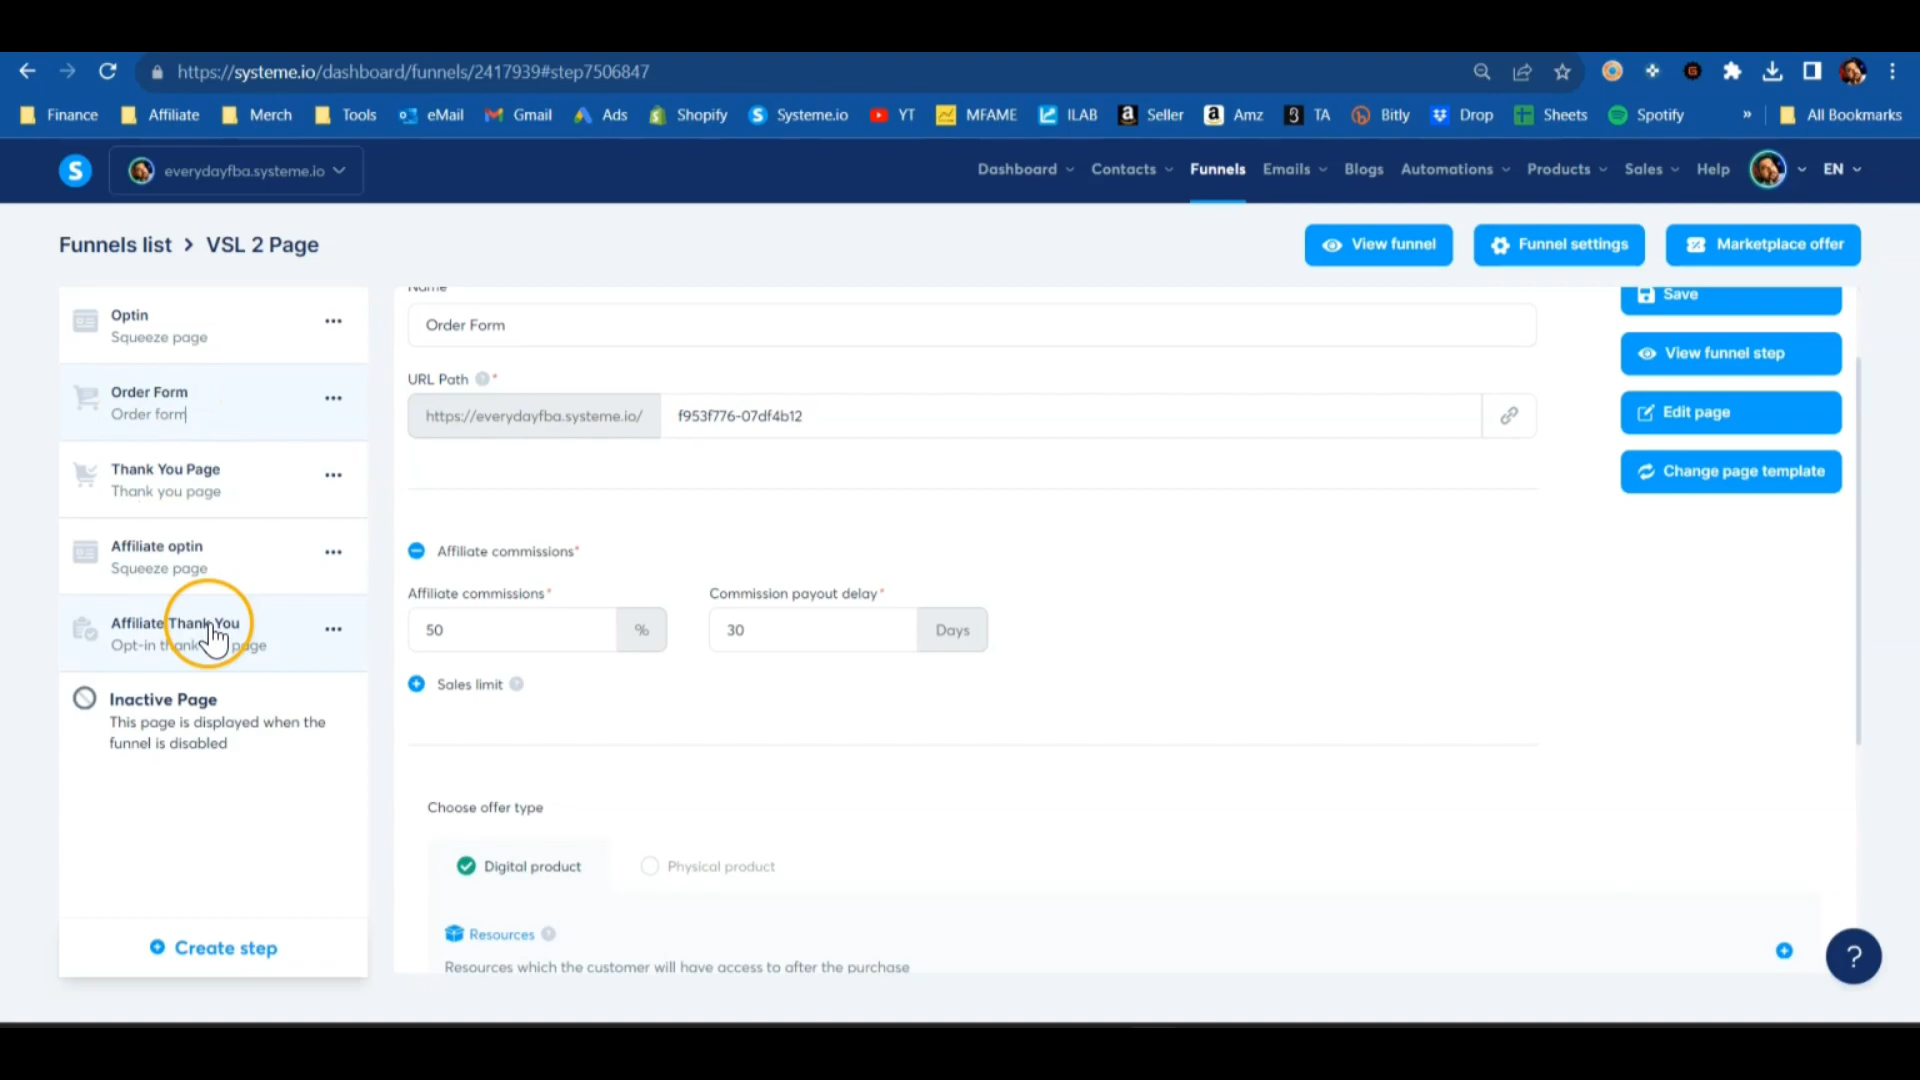 https://systeme.io/dashboard/funnels/2417939#step7506847
Finance Affiliate Merch Tools eMail Gmail Ads Shopify Systeme.io YT MFAME ILAB Seller Amz TA Bitly Drop Sheets Spotify » All Bookmarks
S everydayfba.systeme.io Dashboard Contacts Funnels Emails Blogs Automations Products Sales Help EN
Funnels list > VSL 2 Page
View funnel Funnel settings Marketplace offer
Optin
Squeeze page
Order Form
Order form
Thank You Page
Thank you page
Affiliate optin
Squeeze page
Affiliate Thank You
Opt-in thank page
Inactive Page
This page is displayed when the
funnel is disabled
Create step
Name
Order Form
URL Path ? *
https://everydayfba.systeme.io/ f953f776-07df4b12
Affiliate commissions*
Affiliate commissions* Commission payout delay*
50 % 30 Days
Sales limit ?
Choose offer type
Digital product Physical product
Resources ?
Resources which the customer will have access to after the purchase
Save
View funnel step
Edit page
Change page template
?